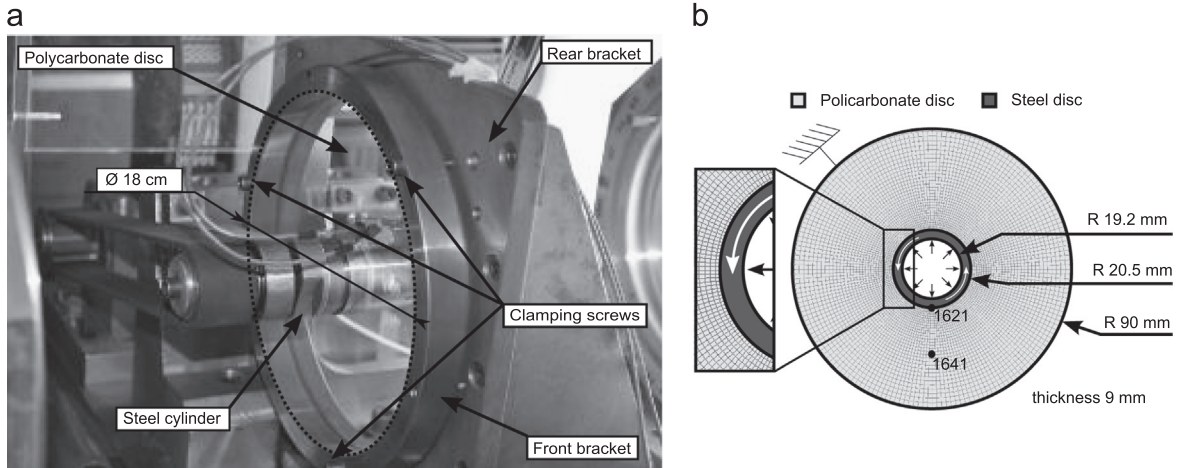 a
Polycarbonate disc
Rear bracket
Ø 18 cm
Clamping screws
Steel cylinder
Front bracket
b
Policarbonate disc
Steel disc
R 19.2 mm
R 20.5 mm
1621
R 90 mm
1641
thickness 9 mm